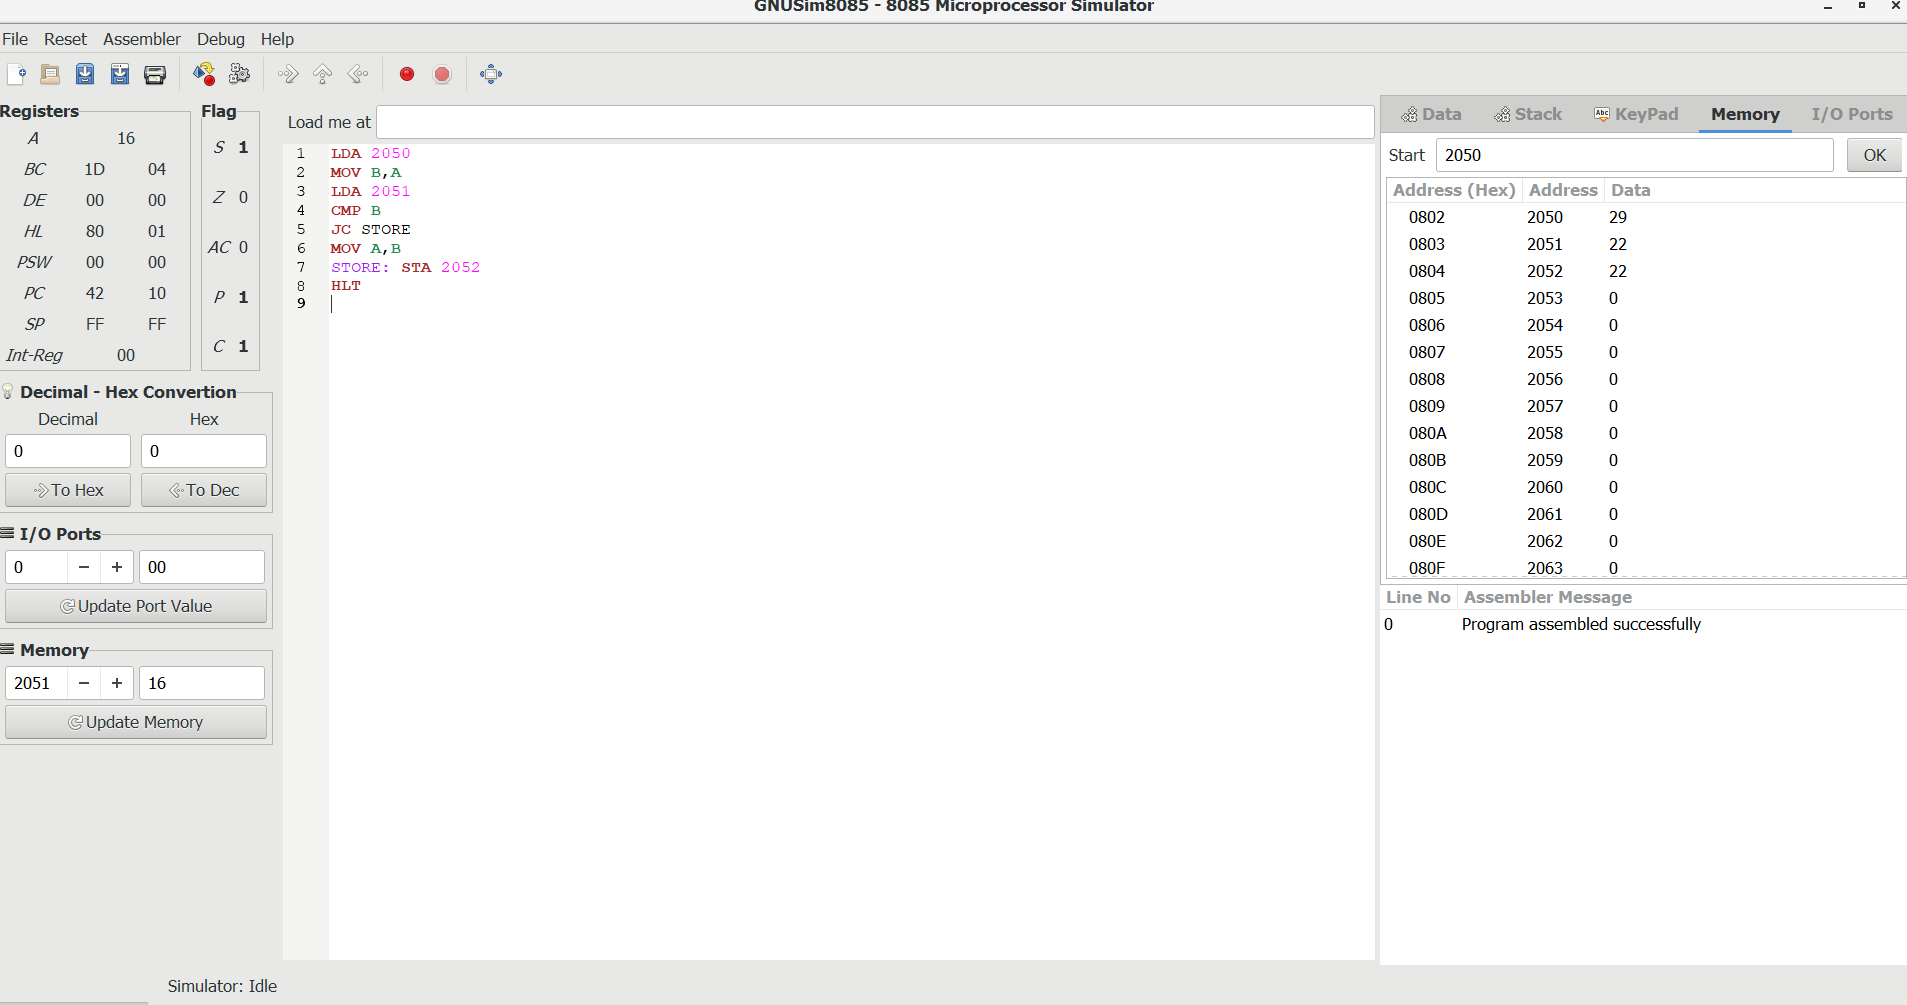 GNUSim8085 - 8085 Microprocessor Simulator
File Reset Assembler Debug Help
Registers
A 16
BC 1D 04
DE 00 00
HL 80 01
PSW 00 00
PC 42 10
SP FF FF
Int-Reg 00
Flag
S 1
Z 0
AC 0
P 1
C 1
Decimal - Hex Convertion
Decimal Hex
0 0
To Hex To Dec
I/O Ports
0 − + 00
Update Port Value
Memory
2051 − + 16
Update Memory
Load me at
1 LDA 2050
2 MOV B,A
3 LDA 2051
4 CMP B
5 JC STORE
6 MOV A,B
7 STORE: STA 2052
8 HLT
9
Data Stack Abc KeyPad Memory I/O Ports
Start 2050 OK
Address (Hex) Address Data
0802 2050 29
0803 2051 22
0804 2052 22
0805 2053 0
0806 2054 0
0807 2055 0
0808 2056 0
0809 2057 0
080A 2058 0
080B 2059 0
080C 2060 0
080D 2061 0
080E 2062 0
080F 2063 0
Line No Assembler Message
0 Program assembled successfully
Simulator: Idle